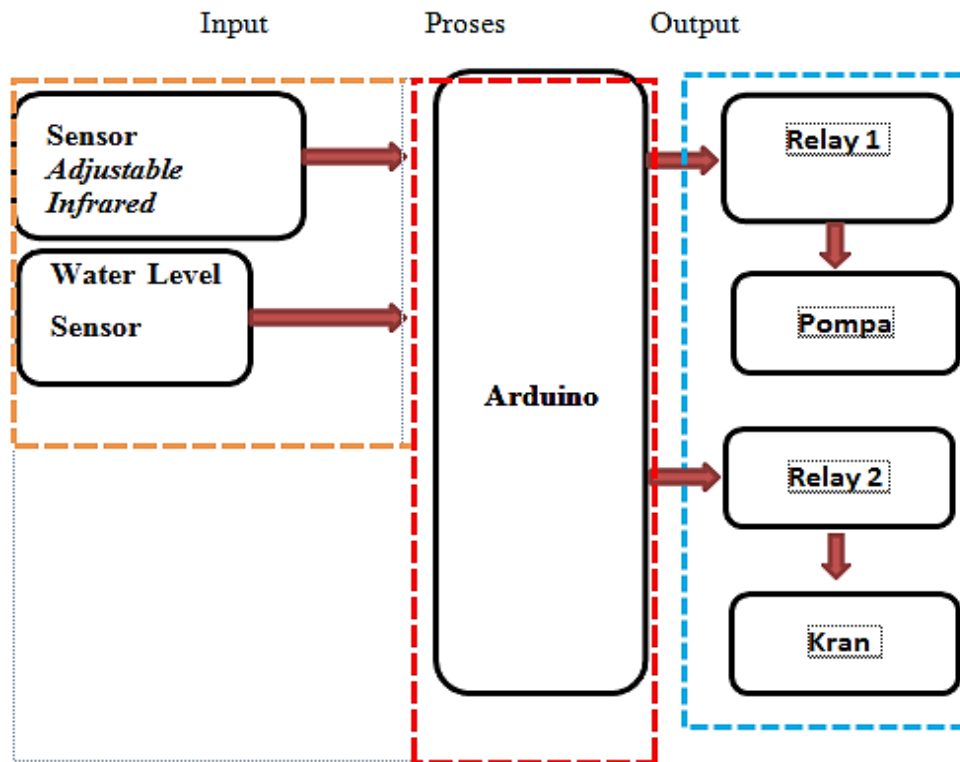 Input Proses Output
Sensor
Adjustable
Infrared
Water Level
Sensor
Arduino
Relay 1
Pompa
Relay 2
Kran